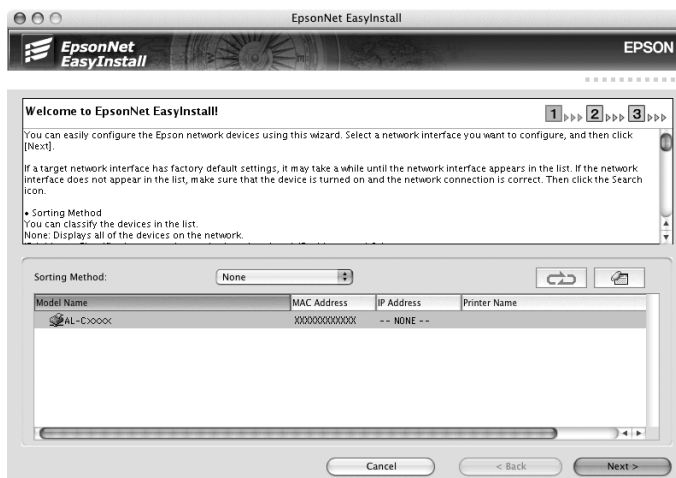 EpsonNet EasyInstall
EpsonNet
EasyInstall
EPSON
Welcome to EpsonNet EasyInstall!
1 2 3
You can easily configure the Epson network devices using this wizard. Select a network interface you want to configure, and then click
[Next].
If a target network interface has factory default settings, it may take a while until the network interface appears in the list. If the network
interface does not appear in the list, make sure that the device is turned on and the network connection is correct. Then click the Search
icon.
• Sorting Method
You can classify the devices in the list.
None: Displays all of the devices on the network.
Sorting Method: None
Model Name MAC Address IP Address Printer Name
AL-CXXXX XXXXXXXXXXXX -- NONE --
Cancel < Back Next >